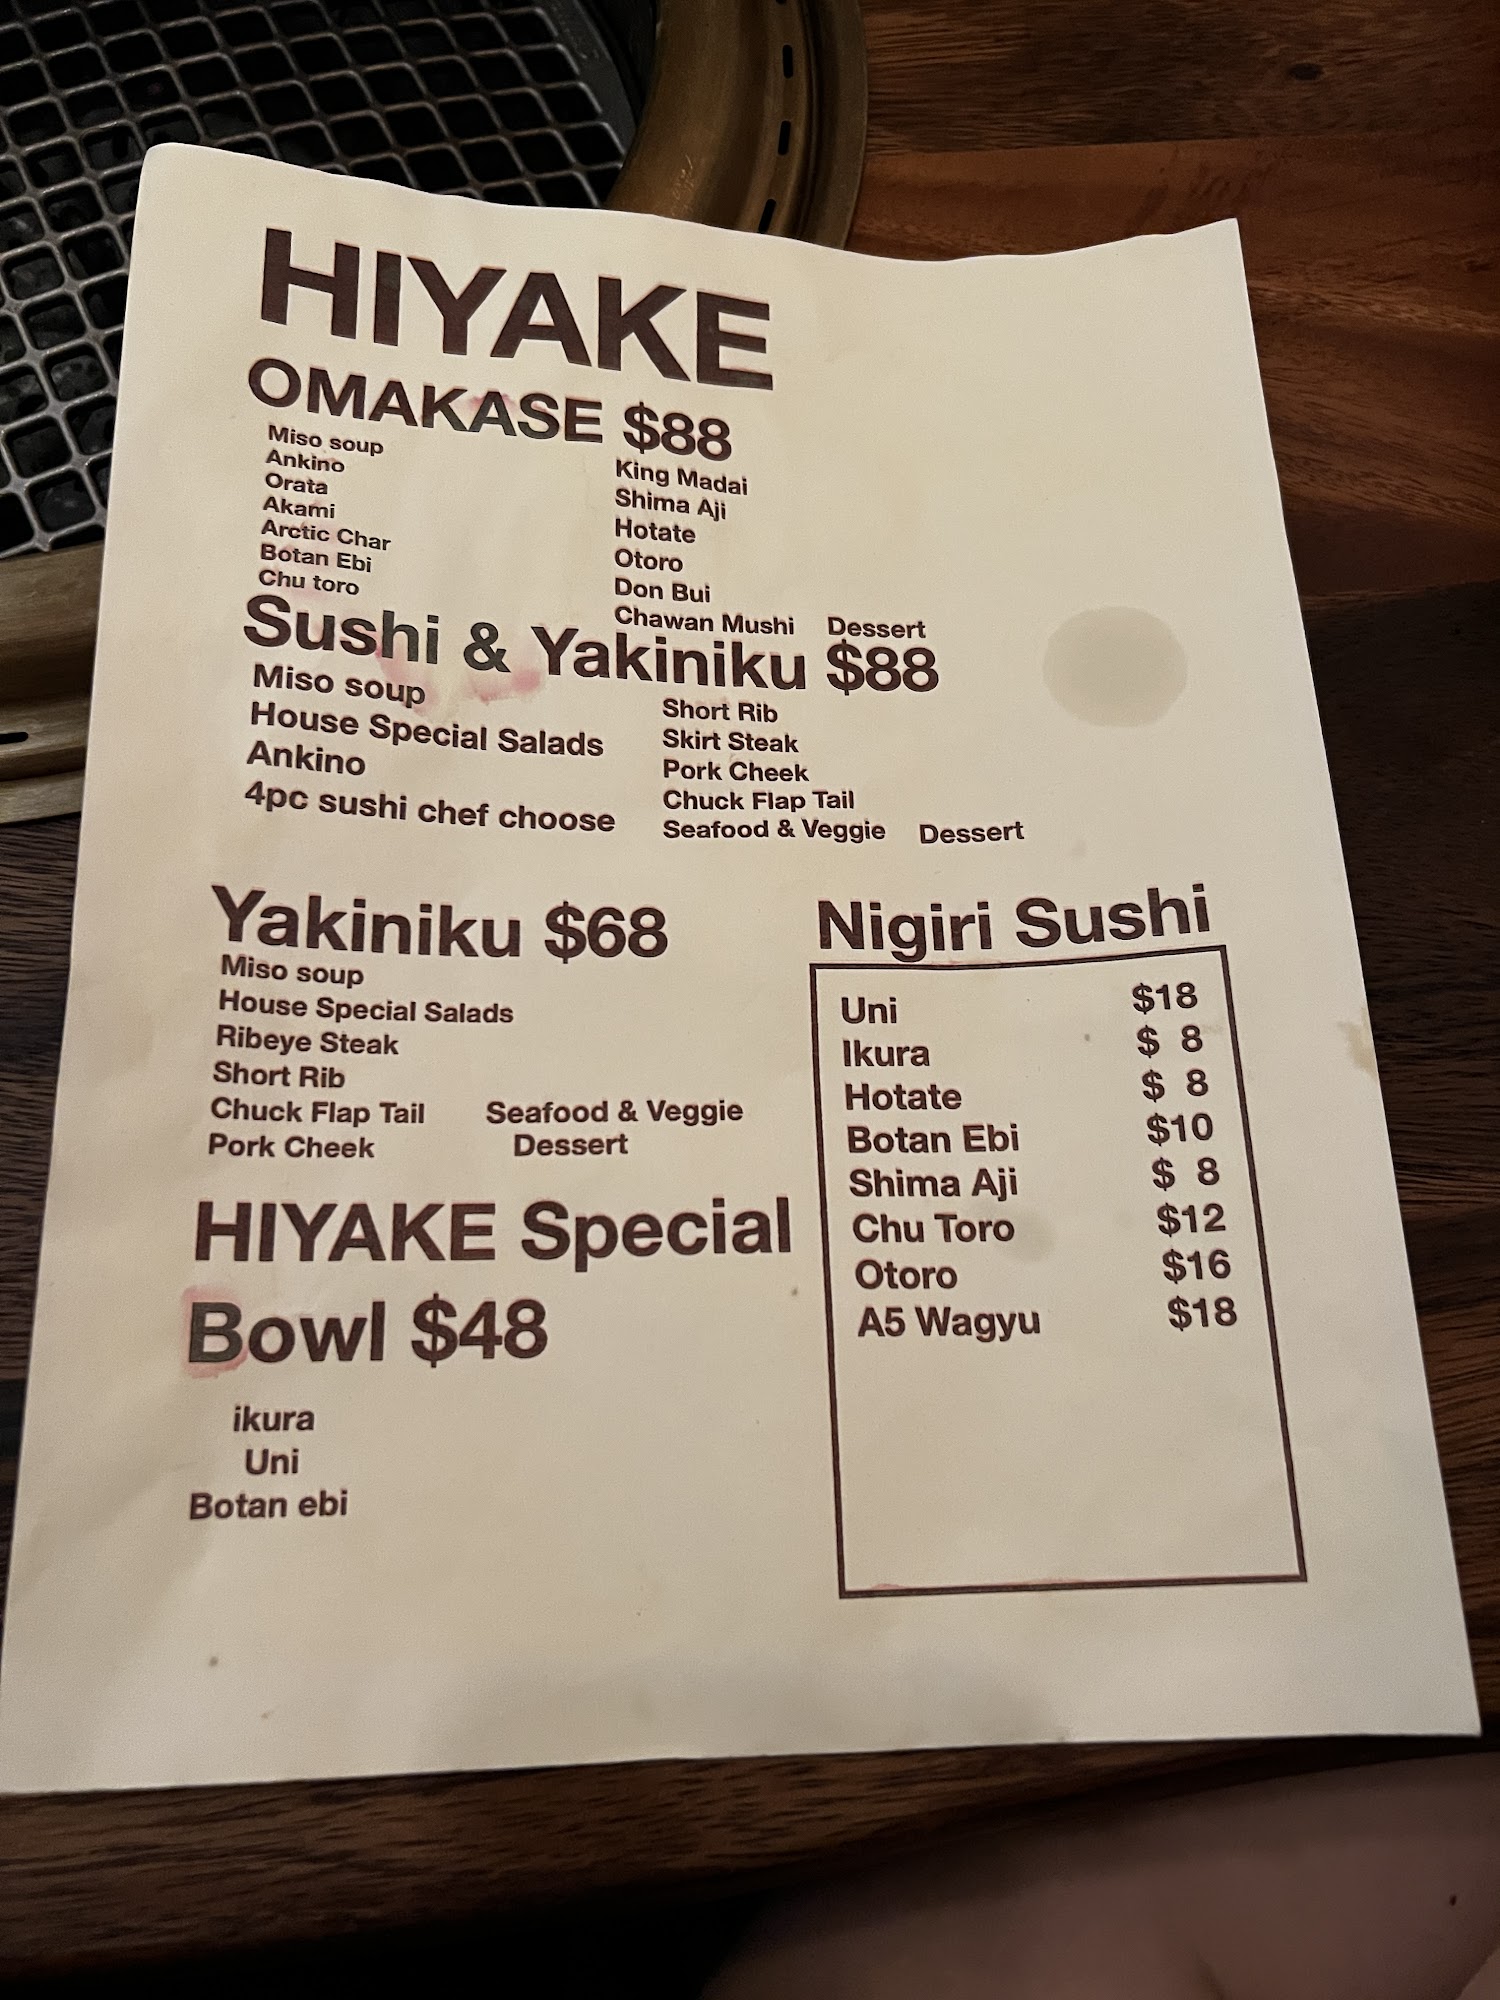 HIYAKE
OMAKASE $88
Miso soup
Ankino
Orata
Akami
Arctic Char
Botan Ebi
Chu toro
King Madai
Shima Aji
Hotate
Otoro
Don Bui
Chawan Mushi Dessert
Sushi & Yakiniku $88
Miso soup
House Special Salads
Ankino
4pc sushi chef choose
Short Rib
Skirt Steak
Pork Cheek
Chuck Flap Tail
Seafood & Veggie Dessert
Yakiniku $68
Miso soup
House Special Salads
Ribeye Steak
Short Rib
Chuck Flap Tail Seafood & Veggie
Pork Cheek Dessert
HIYAKE Special
Bowl $48
ikura
Uni
Botan ebi
Nigiri Sushi
Uni $18
Ikura $ 8
Hotate $ 8
Botan Ebi $10
Shima Aji $ 8
Chu Toro $12
Otoro $16
A5 Wagyu $18